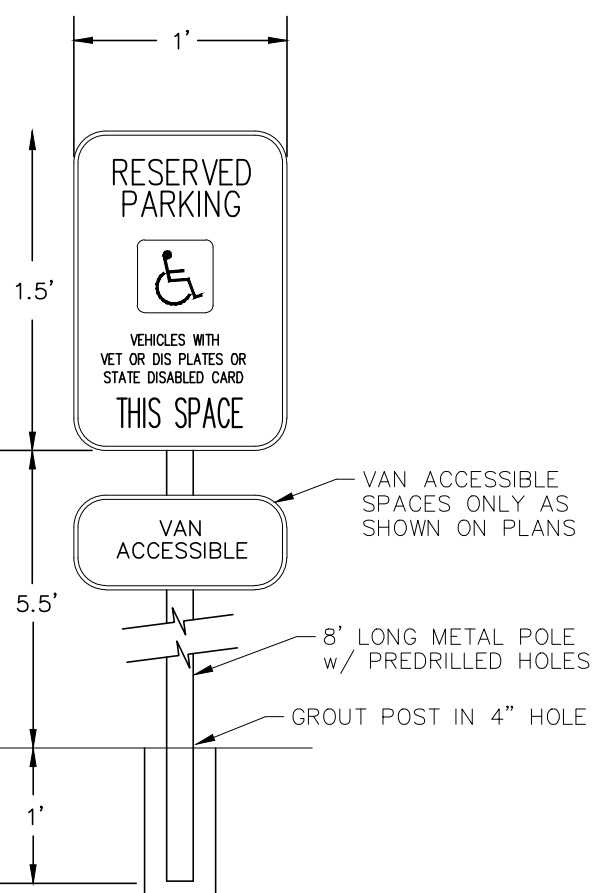 1'
RESERVED
PARKING
1.5'
VEHICLES WITH
VET OR DIS PLATES OR
STATE DISABLED CARD
THIS SPACE
VAN ACCESSIBLE
SPACES ONLY AS
SHOWN ON PLANS
VAN
ACCESSIBLE
5.5'
8' LONG METAL POLE
w/ PREDRILLED HOLES
GROUT POST IN 4" HOLE
1'